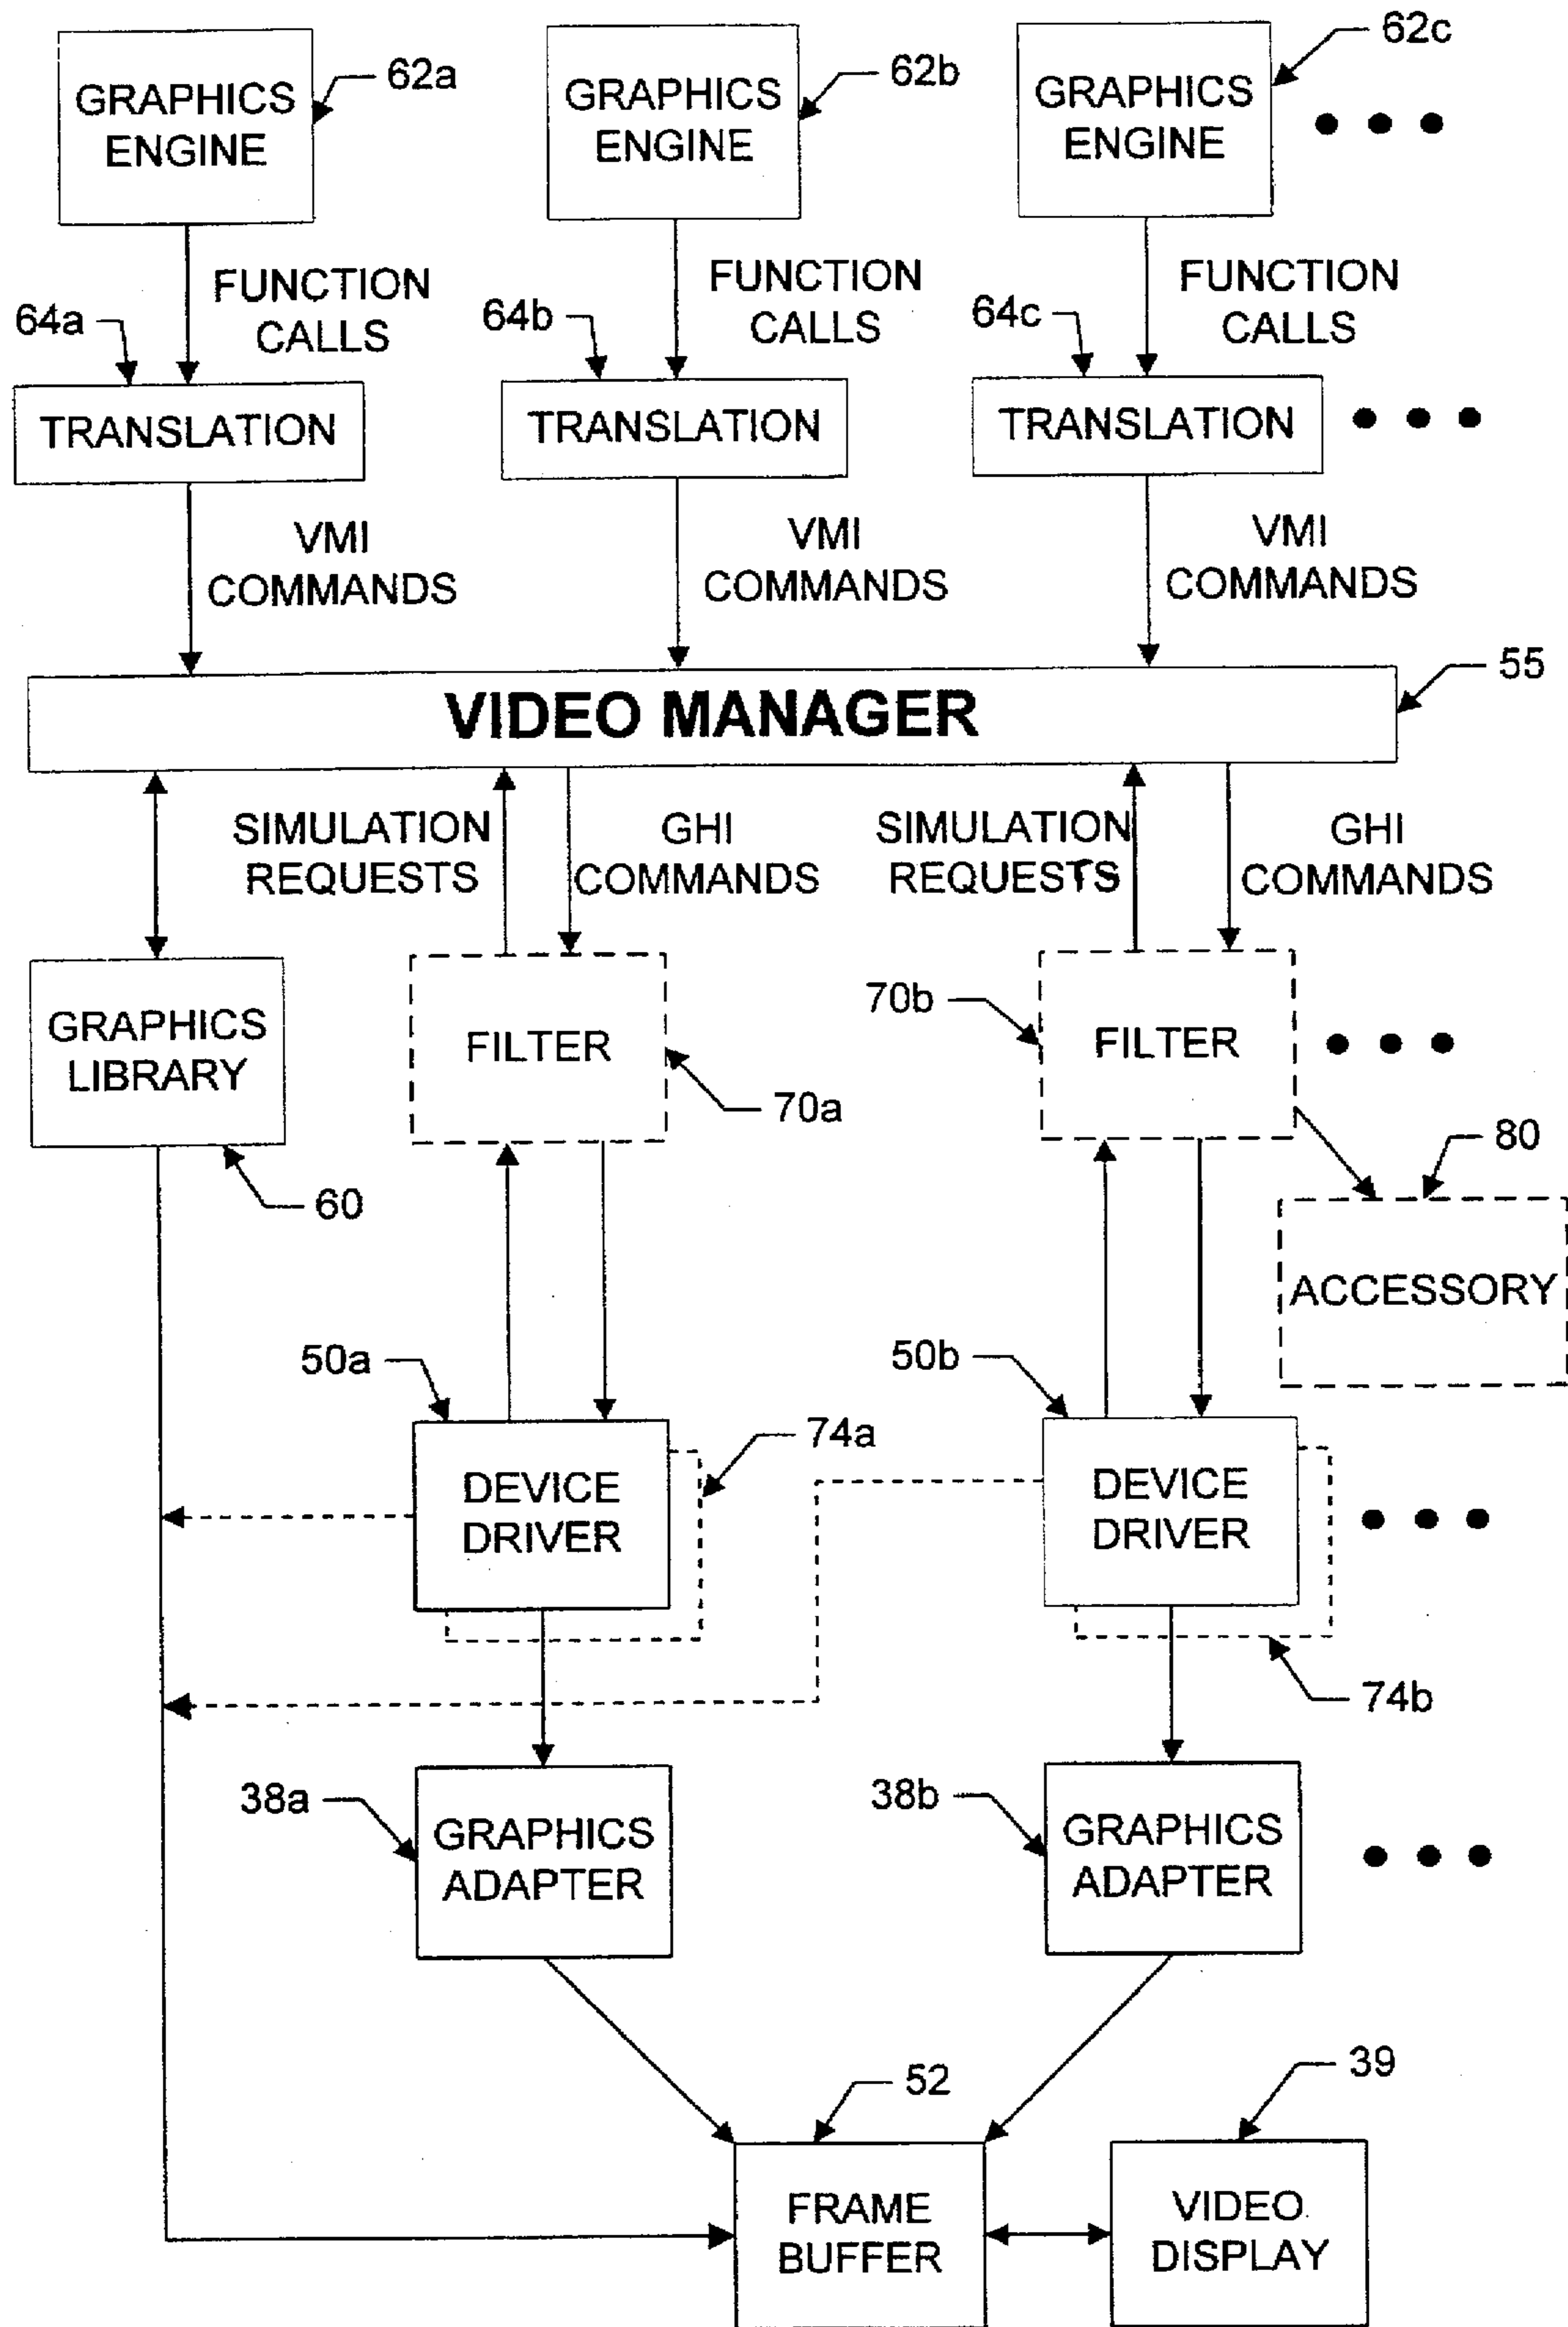 62a
62b
62c
GRAPHICS
ENGINE
GRAPHICS
ENGINE
GRAPHICS
ENGINE
FUNCTION
CALLS
FUNCTION
CALLS
FUNCTION
CALLS
64a
64b
64c
TRANSLATION
TRANSLATION
TRANSLATION
VMI
COMMANDS
VMI
COMMANDS
VMI
COMMANDS
55
VIDEO MANAGER
SIMULATION
REQUESTS
GHI
COMMANDS
SIMULATION
REQUESTS
GHI
COMMANDS
GRAPHICS
LIBRARY
60
FILTER
70a
70b
FILTER
80
ACCESSORY
50a
50b
74a
DEVICE
DRIVER
DEVICE
DRIVER
74b
38a
GRAPHICS
ADAPTER
38b
GRAPHICS
ADAPTER
52
39
FRAME
BUFFER
VIDEO
DISPLAY